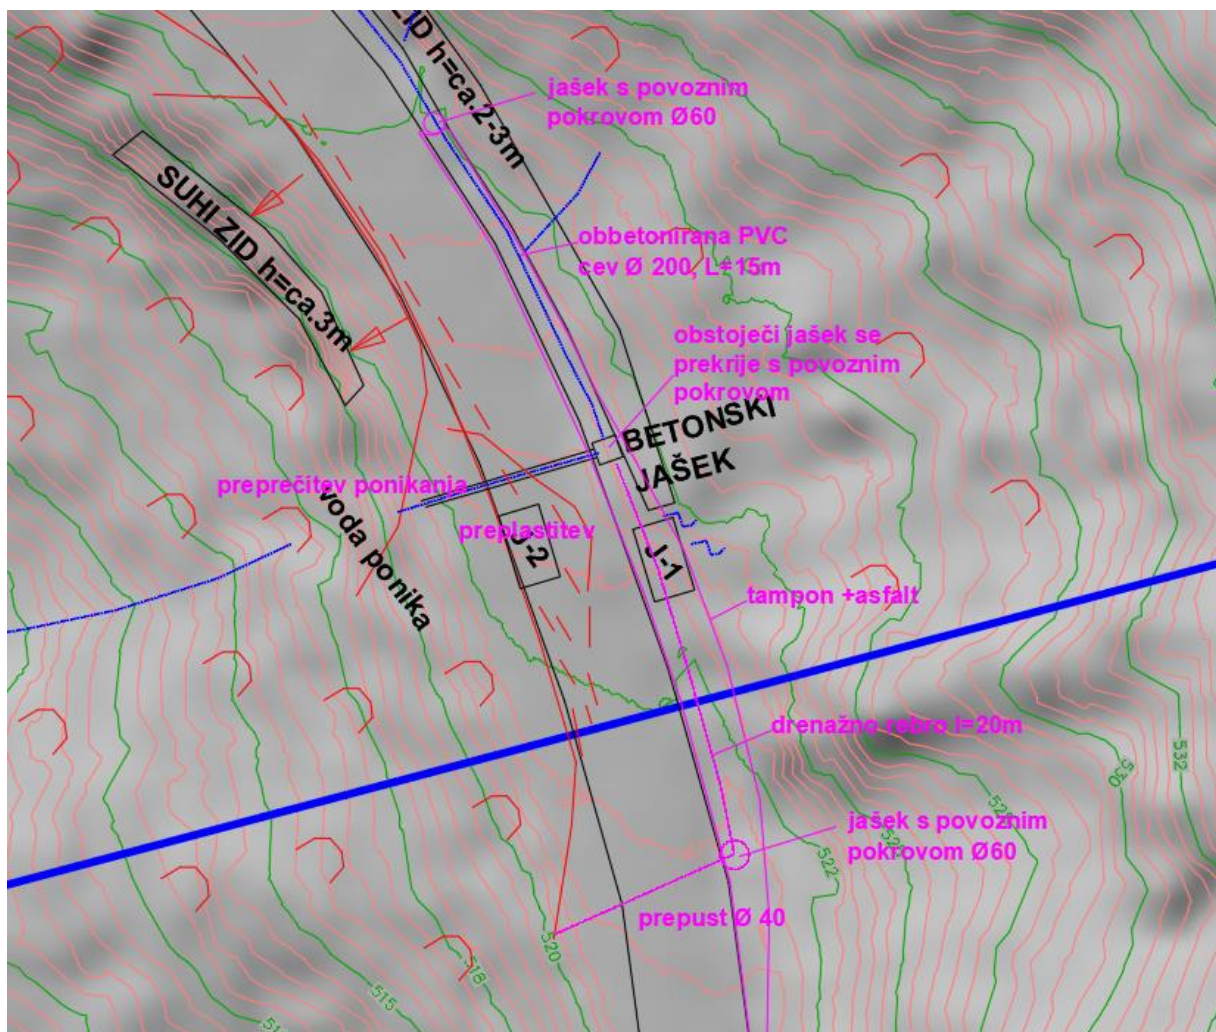 ZID h=ca.2-3m
jašek s povoznim
pokrovom Ø60
SUHI ZID h=ca.3m
obbetonirana PVC
cev Ø 200, L=15m
obstoječi jašek se
prekrije s povoznim
pokrovom
BETONSKI
JAŠEK
preprečitev ponikanja
voda ponika
preplastitev
J-2
J-1
tampon +asfalt
drenažno rebro l=20m
532
530
jašek s povoznim
pokrovom Ø60
522
prepust Ø 40
520
518
515